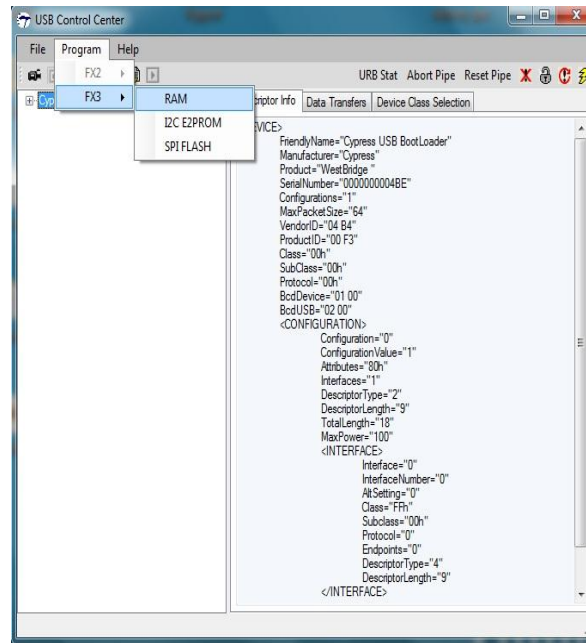 USB Control Center
File Program Help
FX2
FX3
RAM
I2C E2PROM
SPI FLASH
URB Stat Abort Pipe Reset Pipe
Cyp
riptor Info Data Transfers Device Class Selection
EVICE>
FriendlyName="Cypress USB BootLoader"
Manufacturer="Cypress"
Product="WestBridge "
SerialNumber="0000000004BE"
Configurations="1"
MaxPacketSize="64"
VendorID="04 B4"
ProductID="00 F3"
Class="00h"
SubClass="00h"
Protocol="00h"
BcdDevice="01 00"
BcdUSB="02 00"
<CONFIGURATION>
Configuration="0"
ConfigurationValue="1"
Attributes="80h"
Interfaces="1"
DescriptorType="2"
DescriptorLength="9"
TotalLength="18"
MaxPower="100"
<INTERFACE>
Interface="0"
InterfaceNumber="0"
AltSetting="0"
Class="FFh"
Subclass="00h"
Protocol="0"
Endpoints="0"
DescriptorType="4"
DescriptorLength="9"
</INTERFACE>